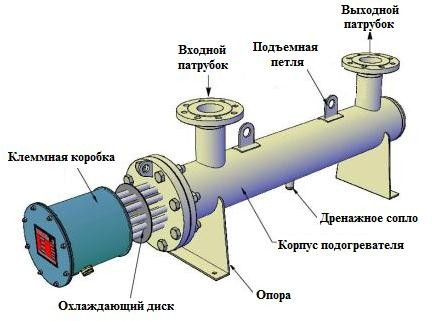 Выходной
патрубок
Входной
патрубок
Подъемная
петля
Клеммная коробка
Дренажное сопло
Корпус подогревателя
Опора
Охлаждающий диск